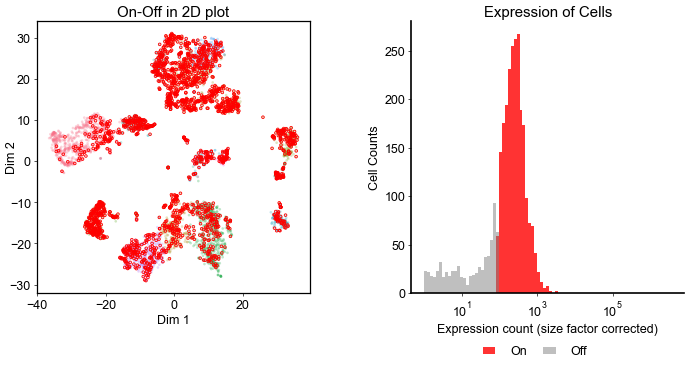 On-Off in 2D plot
30
20
10
0
−10
−20
−30
Dim 2
−40
−20
0
20
Dim 1
Expression of Cells
250
200
150
100
50
0
Cell Counts
10^1
10^3
10^5
Expression count (size factor corrected)
On
Off